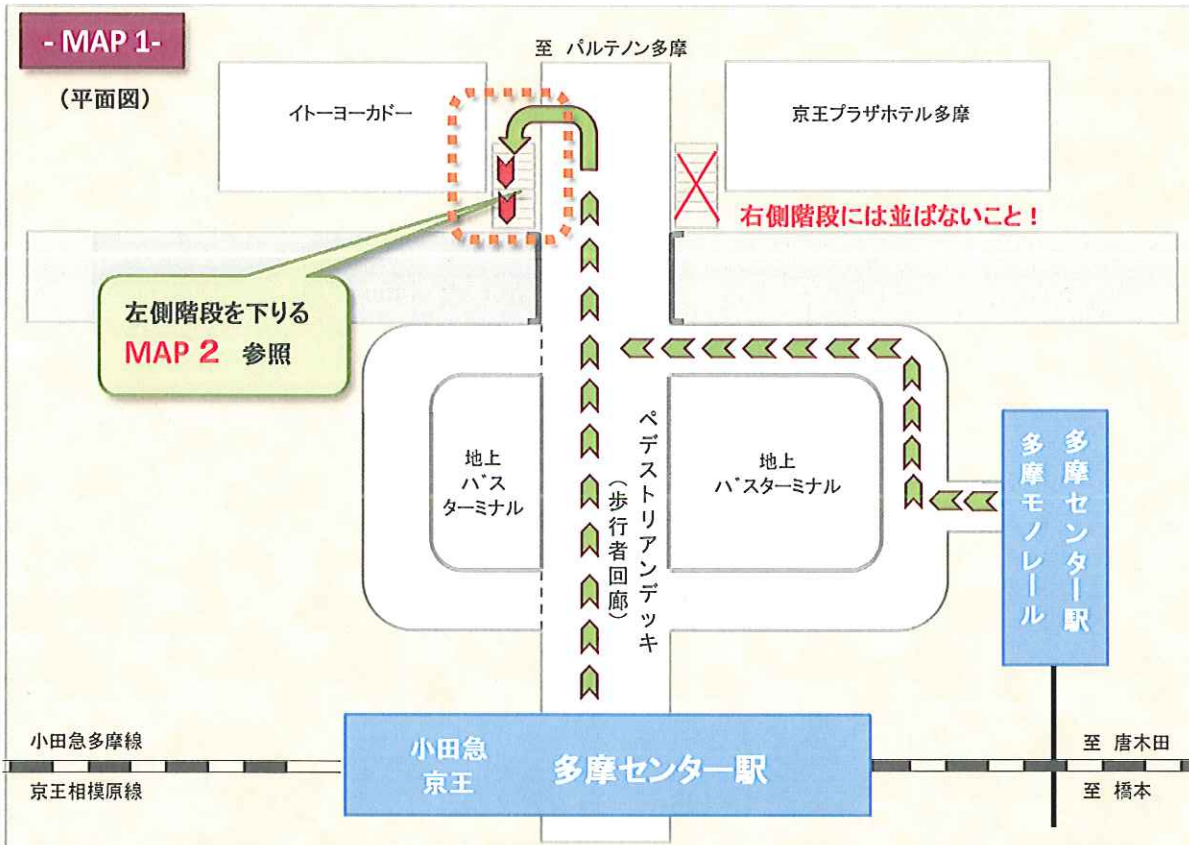 - MAP 1-
(平面図)
至 パルテノン多摩
イトーヨーカドー
京王プラザホテル多摩
右側階段には並ばないこと！
左側階段を下りる
MAP 2 参照
地上
バス
ターミナル
ペデストリアンデッキ
(歩行者回廊)
地上
バスターミナル
多摩センター駅
多摩モノレール
小田急多摩線
京王相模原線
小田急
京王
多摩センター駅
至 唐木田
至 橋本